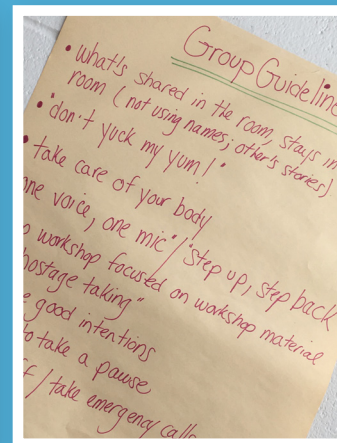 Group Guideline
• what's shared in the room, stays in
room (not using names; other's stories)
• "don't yuck my yum!"
• take care of your body
ne voice, one mic" / "step up, step back
workshop focused on workshop material
hostage taking"
good intentions
to take a pause
/ take emergency calls